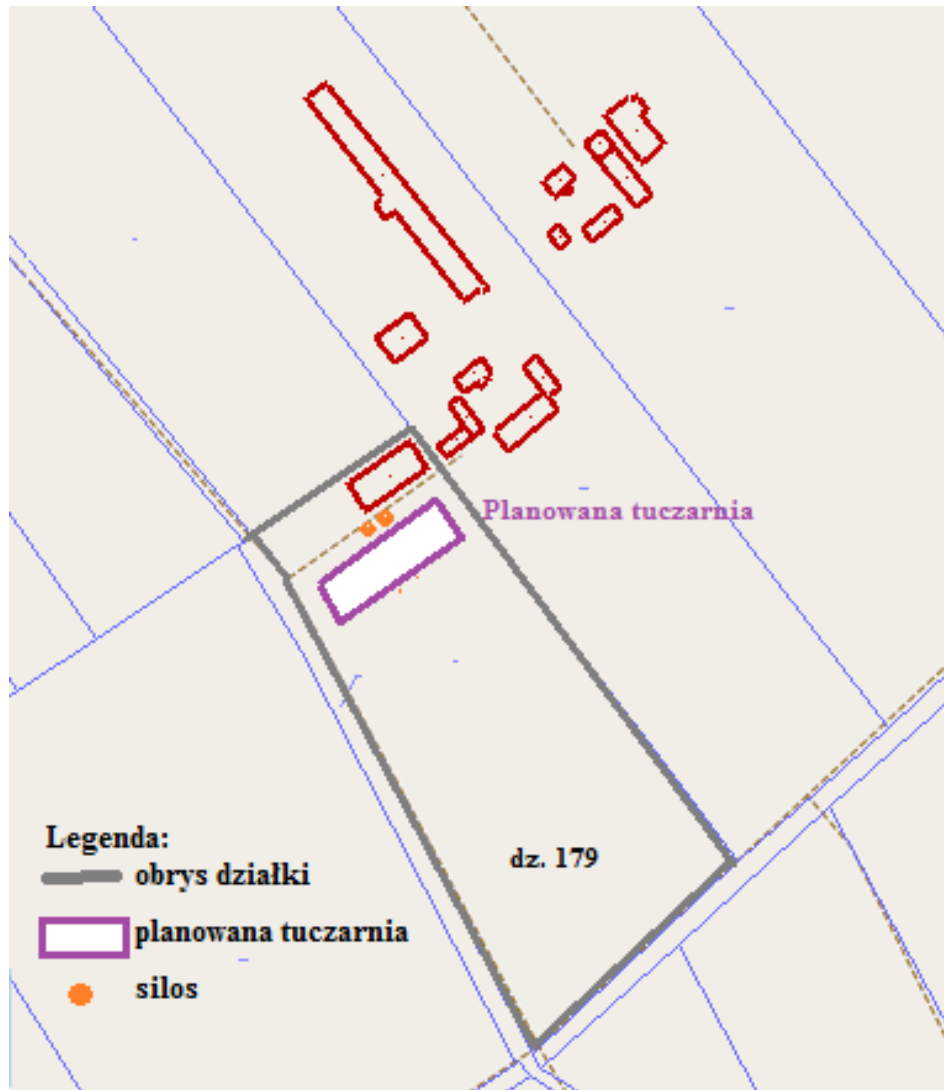 Planowana tuczarnia
dz. 179
Legenda:
obrys działki
planowana tuczarnia
silos